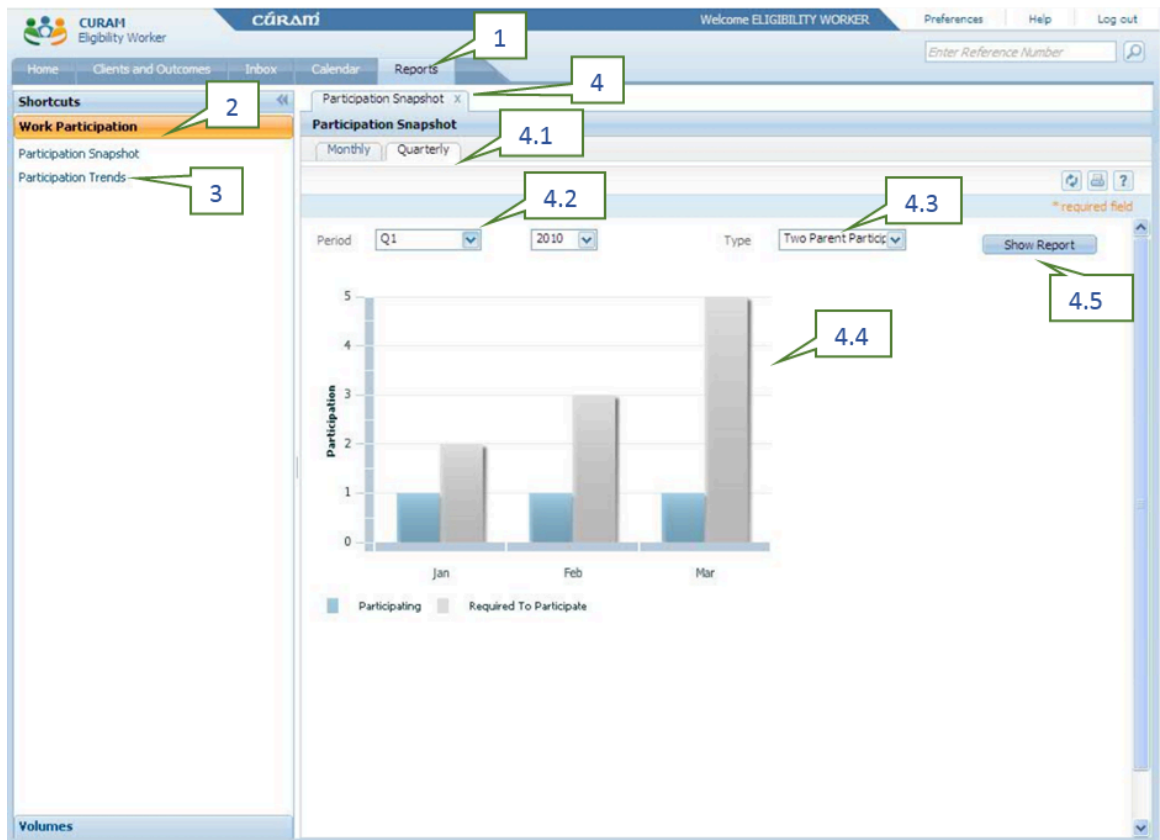 CURAM
Eligibility Worker
cúram
Welcome ELIGIBILITY WORKER
Preferences
Help
Log out
Enter Reference Number
1
Home
Clients and Outcomes
Inbox
Calendar
Reports
Shortcuts
2
Work Participation
Participation Snapshot
Participation Trends
3
Participation Snapshot X
4
Participation Snapshot
Monthly
Quarterly
4.1
?
* required field
4.2
4.3
Period
Q1
2010
Type
Two Parent Particip
Show Report
4.5
4.4
5
4
3
2
1
0
Participation
Jan
Feb
Mar
Participating
Required To Participate
Volumes